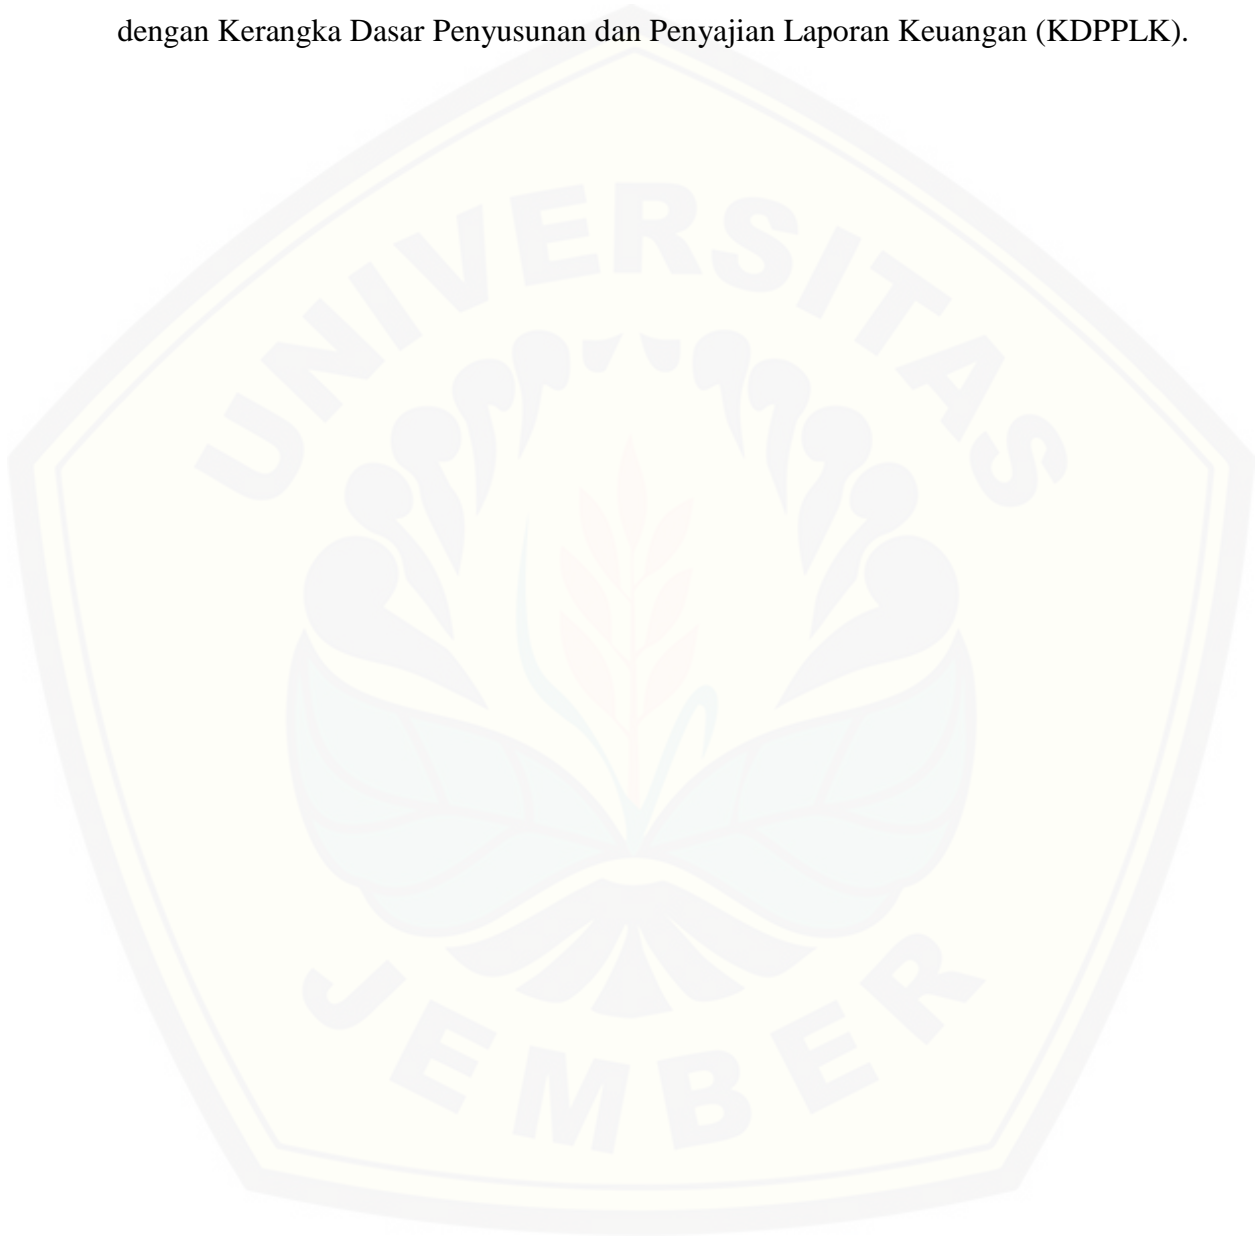 dengan Kerangka Dasar Penyusunan dan Penyajian Laporan Keuangan (KDPPLK).
UNIVERSITAS
JEMBER